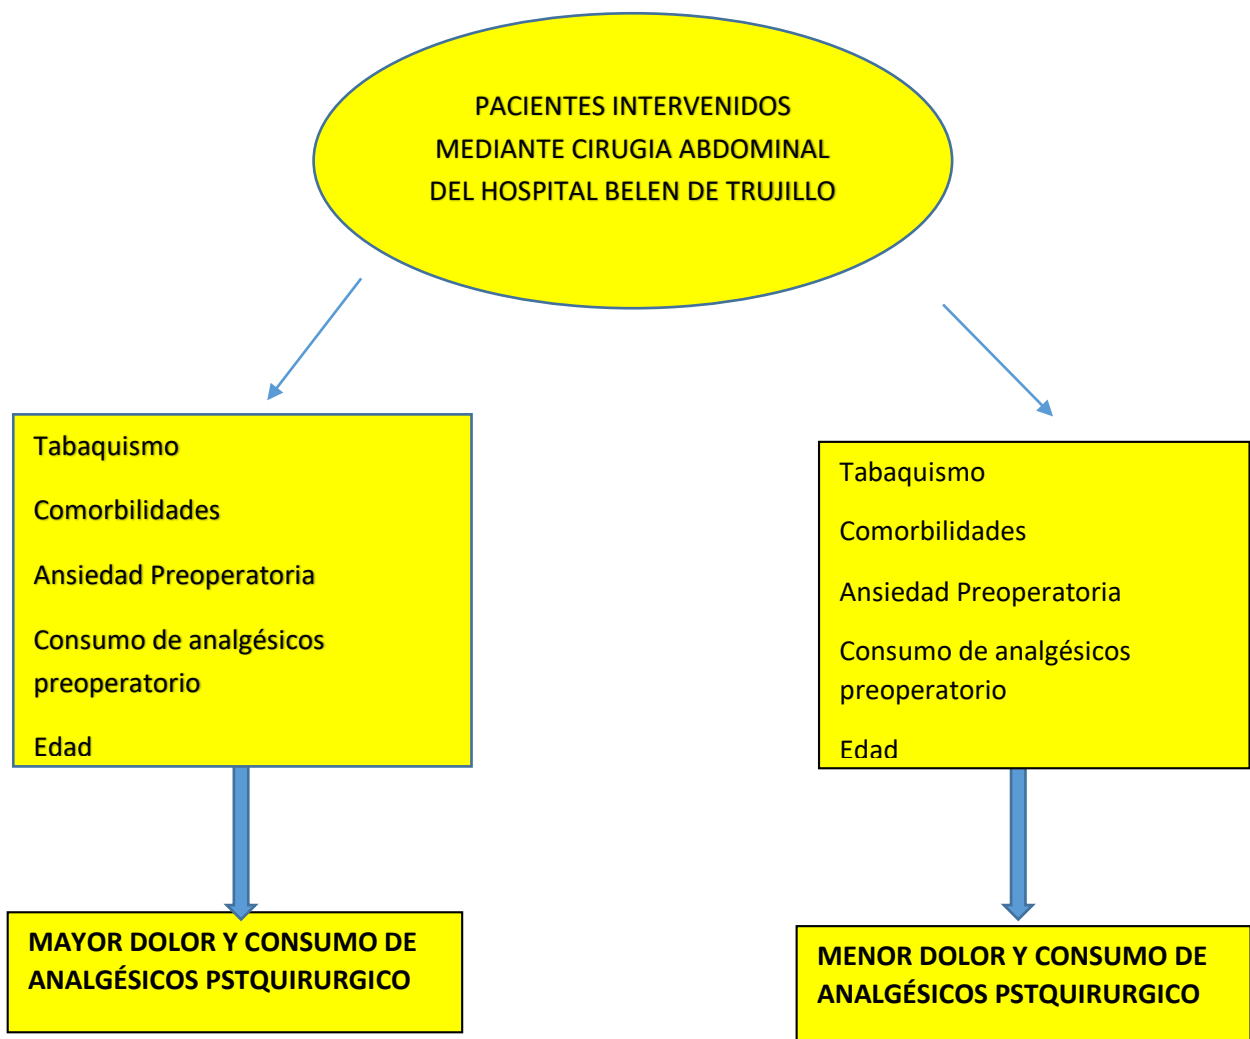 PACIENTES INTERVENIDOS
MEDIANTE CIRUGIA ABDOMINAL
DEL HOSPITAL BELEN DE TRUJILLO
Tabaquismo
Comorbilidades
Ansiedad Preoperatoria
Consumo de analgésicos
preoperatorio
Edad
Tabaquismo
Comorbilidades
Ansiedad Preoperatoria
Consumo de analgésicos
preoperatorio
Edad
MAYOR DOLOR Y CONSUMO DE
ANALGÉSICOS PSTQUIRURGICO
MENOR DOLOR Y CONSUMO DE
ANALGÉSICOS PSTQUIRURGICO